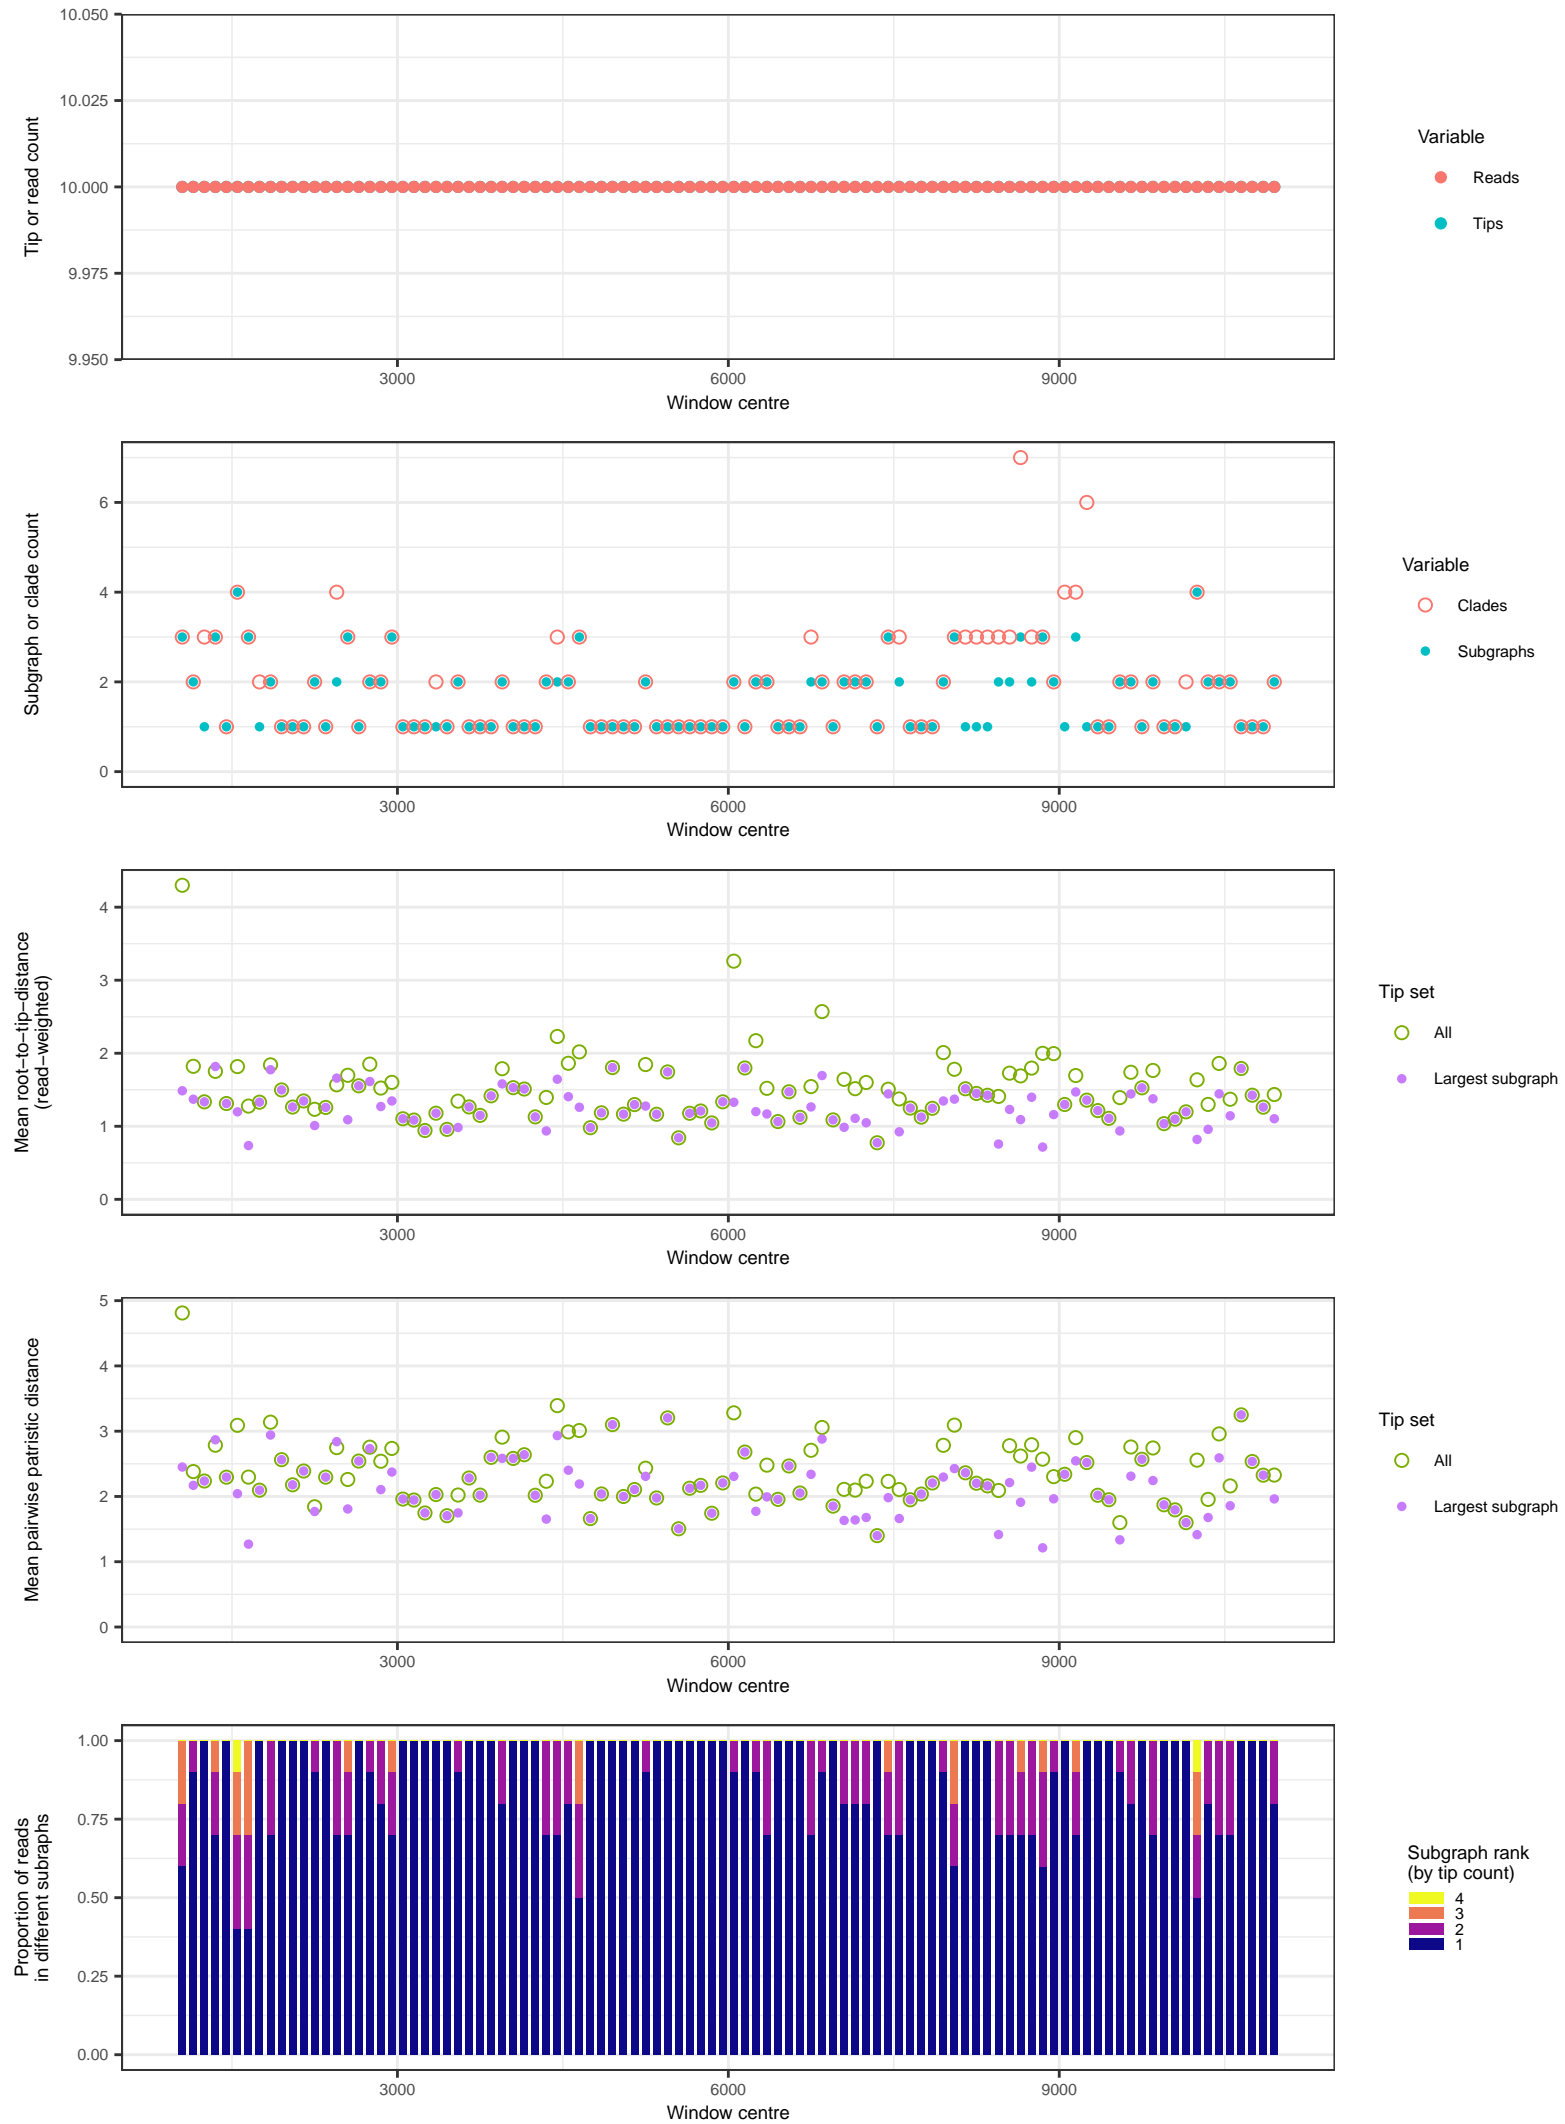 10.050
10.025
10.000
9.975
9.950
Tip or read count
3000
6000
9000
Window centre
Variable
Reads
Tips
6
4
2
0
Subgraph or clade count
3000
6000
9000
Window centre
Variable
Clades
Subgraphs
4
3
2
1
0
Mean root−to−tip−distance
(read−weighted)
3000
6000
9000
Window centre
Tip set
All
Largest subgraph
5
4
3
2
1
0
Mean pairwise patristic distance
3000
6000
9000
Window centre
Tip set
All
Largest subgraph
1.00
0.75
0.50
0.25
0.00
Proportion of reads
in different subraphs
3000
6000
9000
Window centre
Subgraph rank
(by tip count)
4
3
2
1